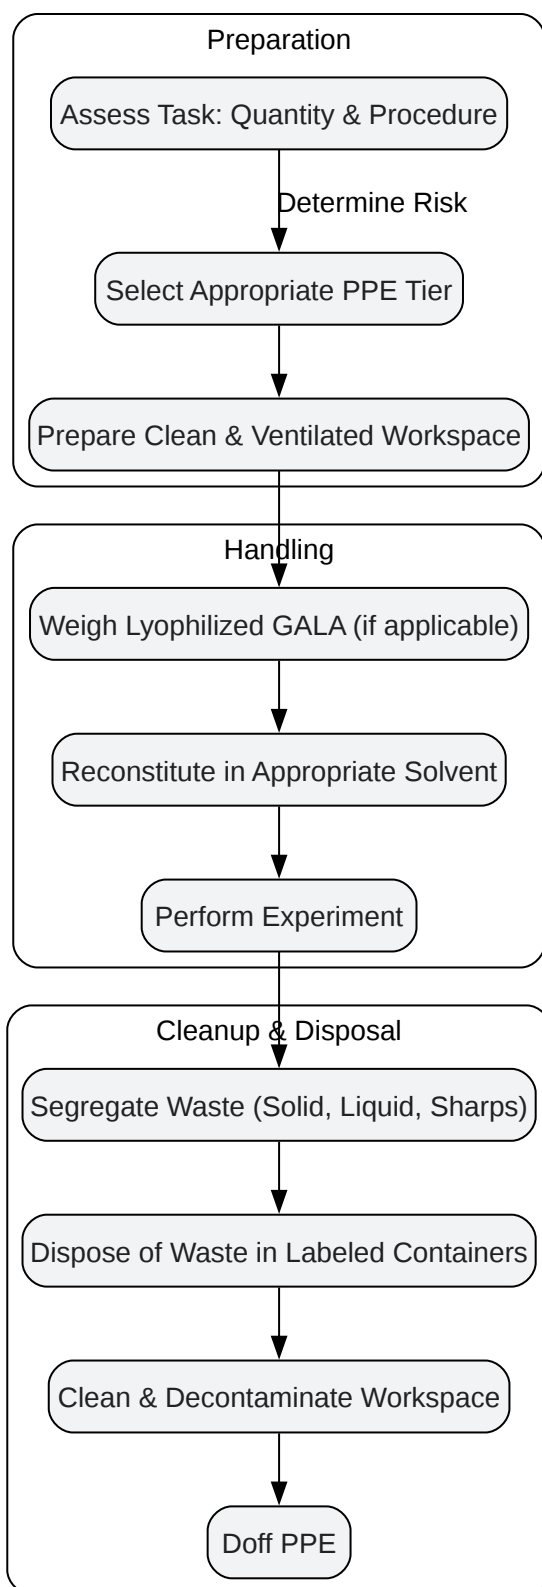 Preparation
Assess Task: Quantity & Procedure
Determine Risk
Select Appropriate PPE Tier
Prepare Clean & Ventilated Workspace
Handling
Weigh Lyophilized GALA (if applicable)
Reconstitute in Appropriate Solvent
Perform Experiment
Cleanup & Disposal
Segregate Waste (Solid, Liquid, Sharps)
Dispose of Waste in Labeled Containers
Clean & Decontaminate Workspace
Doff PPE